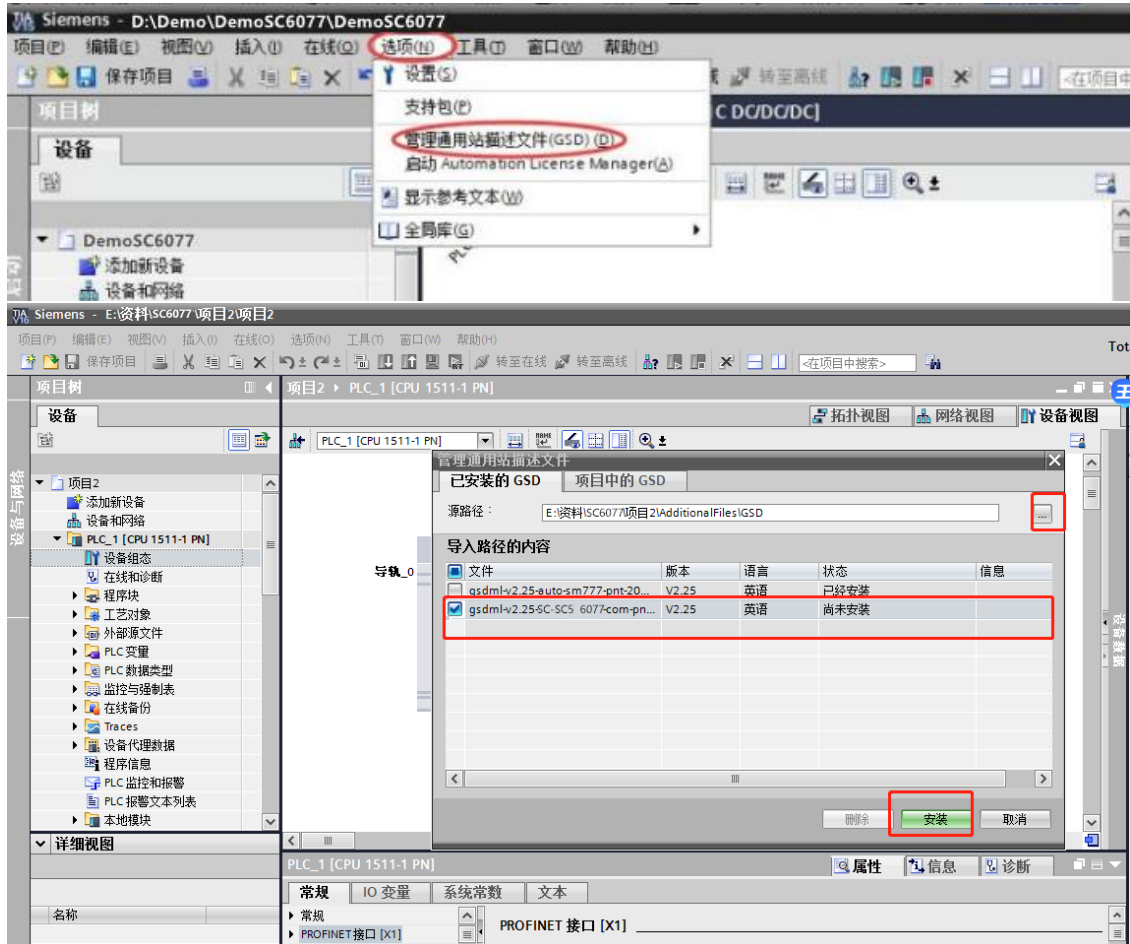 Siemens - D:\Demo\DemoSC6077\DemoSC6077
项目(P) 编辑(E) 视图(V) 插入(I) 在线(O) 选项(N) 工具(T) 窗口(W) 帮助(H)
保存项目 设置(S) 转至离线 <在项目中
支持包(P)
项目树 C DC/DC/DC]
管理通用站描述文件(GSD) (D)
设备
启动 Automation License Manager(A)
显示参考文本(W)
全局库(G)
DemoSC6077
添加新设备
设备和网络
Siemens - E:\资料\SC6077\项目2\项目2
项目(P) 编辑(E) 视图(V) 插入(I) 在线(O) 选项(N) 工具(T) 窗口(W) 帮助(H)
Tot
保存项目 转至在线 转至离线 <在项目中搜索>
项目树 项目2 PLC_1 [CPU 1511-1 PN]
设备 拓扑视图 网络视图 设备视图
PLC_1 [CPU 1511-1 PN]
管理通用站描述文件
已安装的 GSD 项目中的 GSD
源路径: E:\资料\SC6077\项目2\AdditionalFiles\GSD ...
导入路径的内容
文件 版本 语言 状态 信息
gsdml-v2.25-auto-sm777-pnt-20... V2.25 英语 已经安装
gsdml-v2.25-SC-SC5 6077-com-pn... V2.25 英语 尚未安装
删除 安装 取消
导轨_0
设备与网络
项目2
添加新设备
设备和网络
PLC_1 [CPU 1511-1 PN]
设备组态
在线和诊断
程序块
工艺对象
外部源文件
PLC 变量
PLC 数据类型
监控与强制表
在线备份
Traces
设备代理数据
程序信息
PLC 监控和报警
PLC 报警文本列表
本地模块
设备数据
详细视图
名称
PLC_1 [CPU 1511-1 PN] 属性 信息 诊断
常规 IO 变量 系统常数 文本
常规
PROFINET接口 [X1]
PROFINET 接口 [X1]